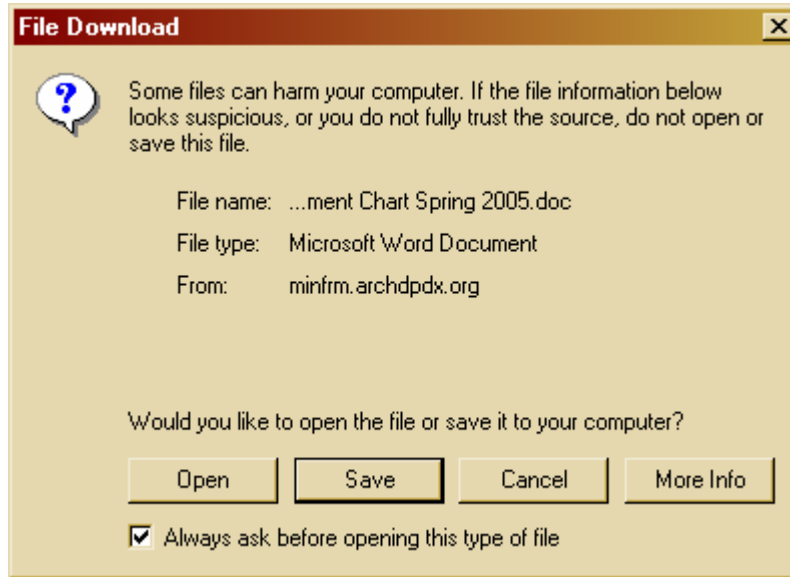 File Download
Some files can harm your computer. If the file information below
looks suspicious, or you do not fully trust the source, do not open or
save this file.
File name: ...ment Chart Spring 2005.doc
File type: Microsoft Word Document
From: minfrm.archdpdx.org
Would you like to open the file or save it to your computer?
Open Save Cancel More Info
Always ask before opening this type of file